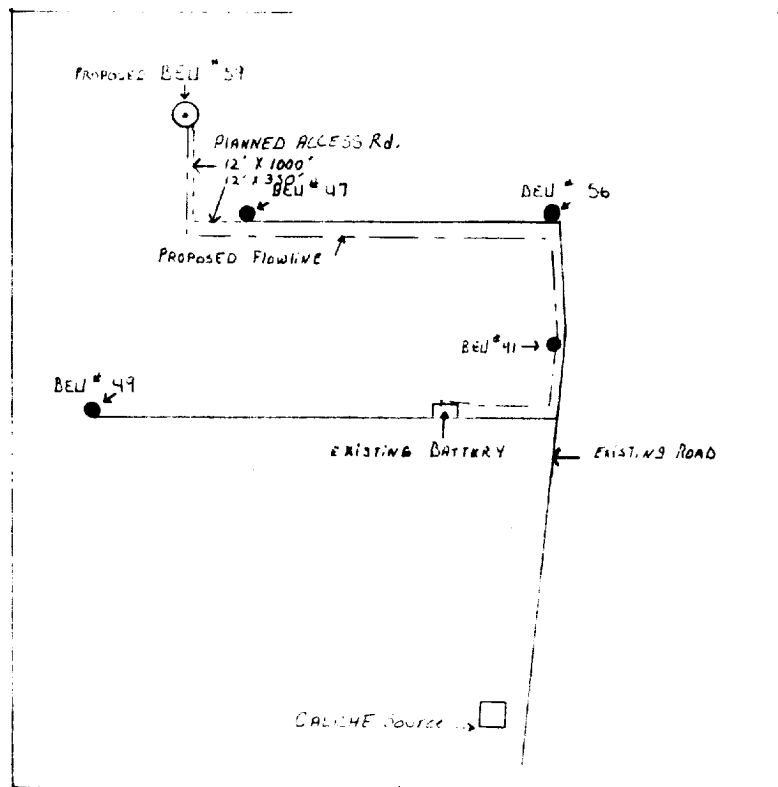 PROPOSED BEU # 59
PLANNED ACCESS Rd.
12' X 1000'
12' X 350'
BEU # 47
BEU # 56
PROPOSED Flowline
BEU # 41
BEU # 49
EXISTING BATTERY
EXISTING ROAD
CALICHE Source